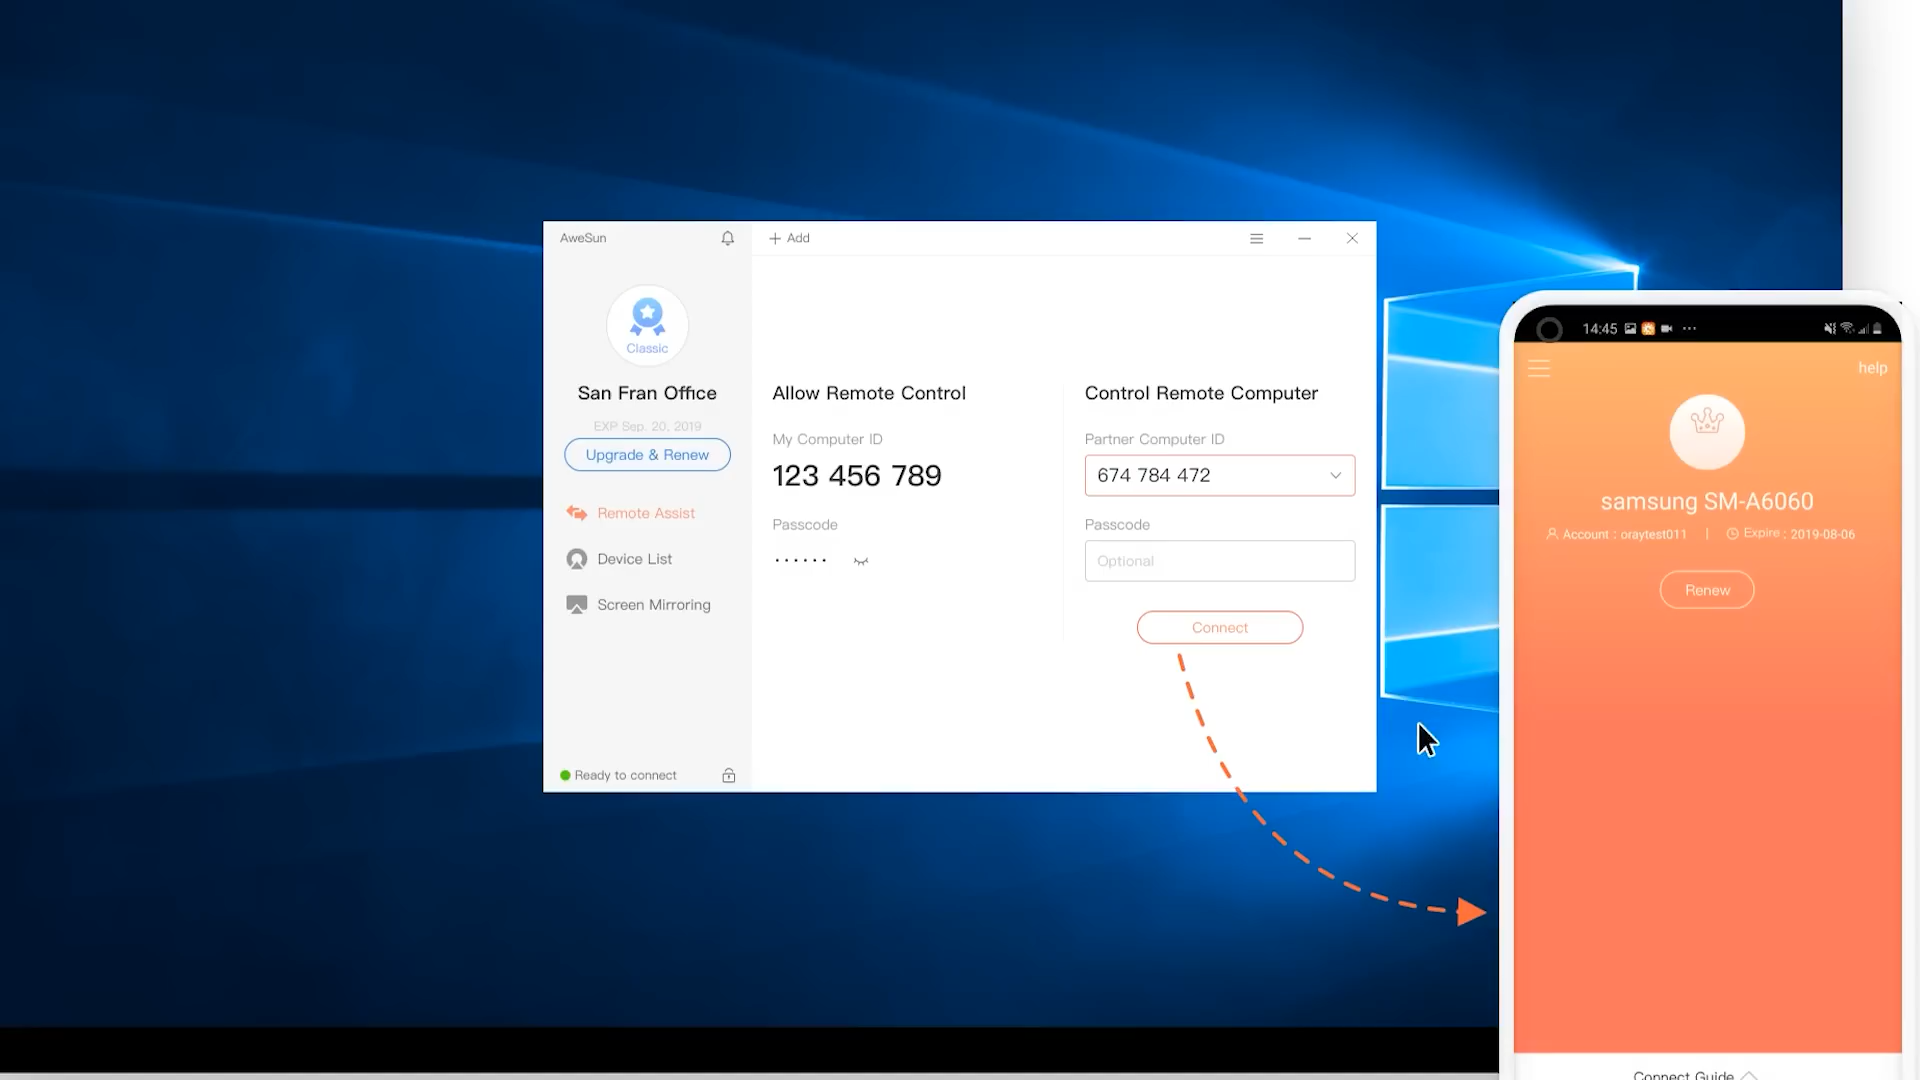 AweSun
Add
Classic
San Fran Office
EXP Sep. 20, 2019
Upgrade & Renew
Remote Assist
Device List
Screen Mirroring
Ready to connect
Allow Remote Control
My Computer ID
123 456 789
Passcode
Control Remote Computer
Partner Computer ID
674 784 472
Passcode
Optional
Connect
14:45
help
samsung SM-A6060
Account : oraytest011 | Expire : 2019-08-06
Renew
Connect Guide